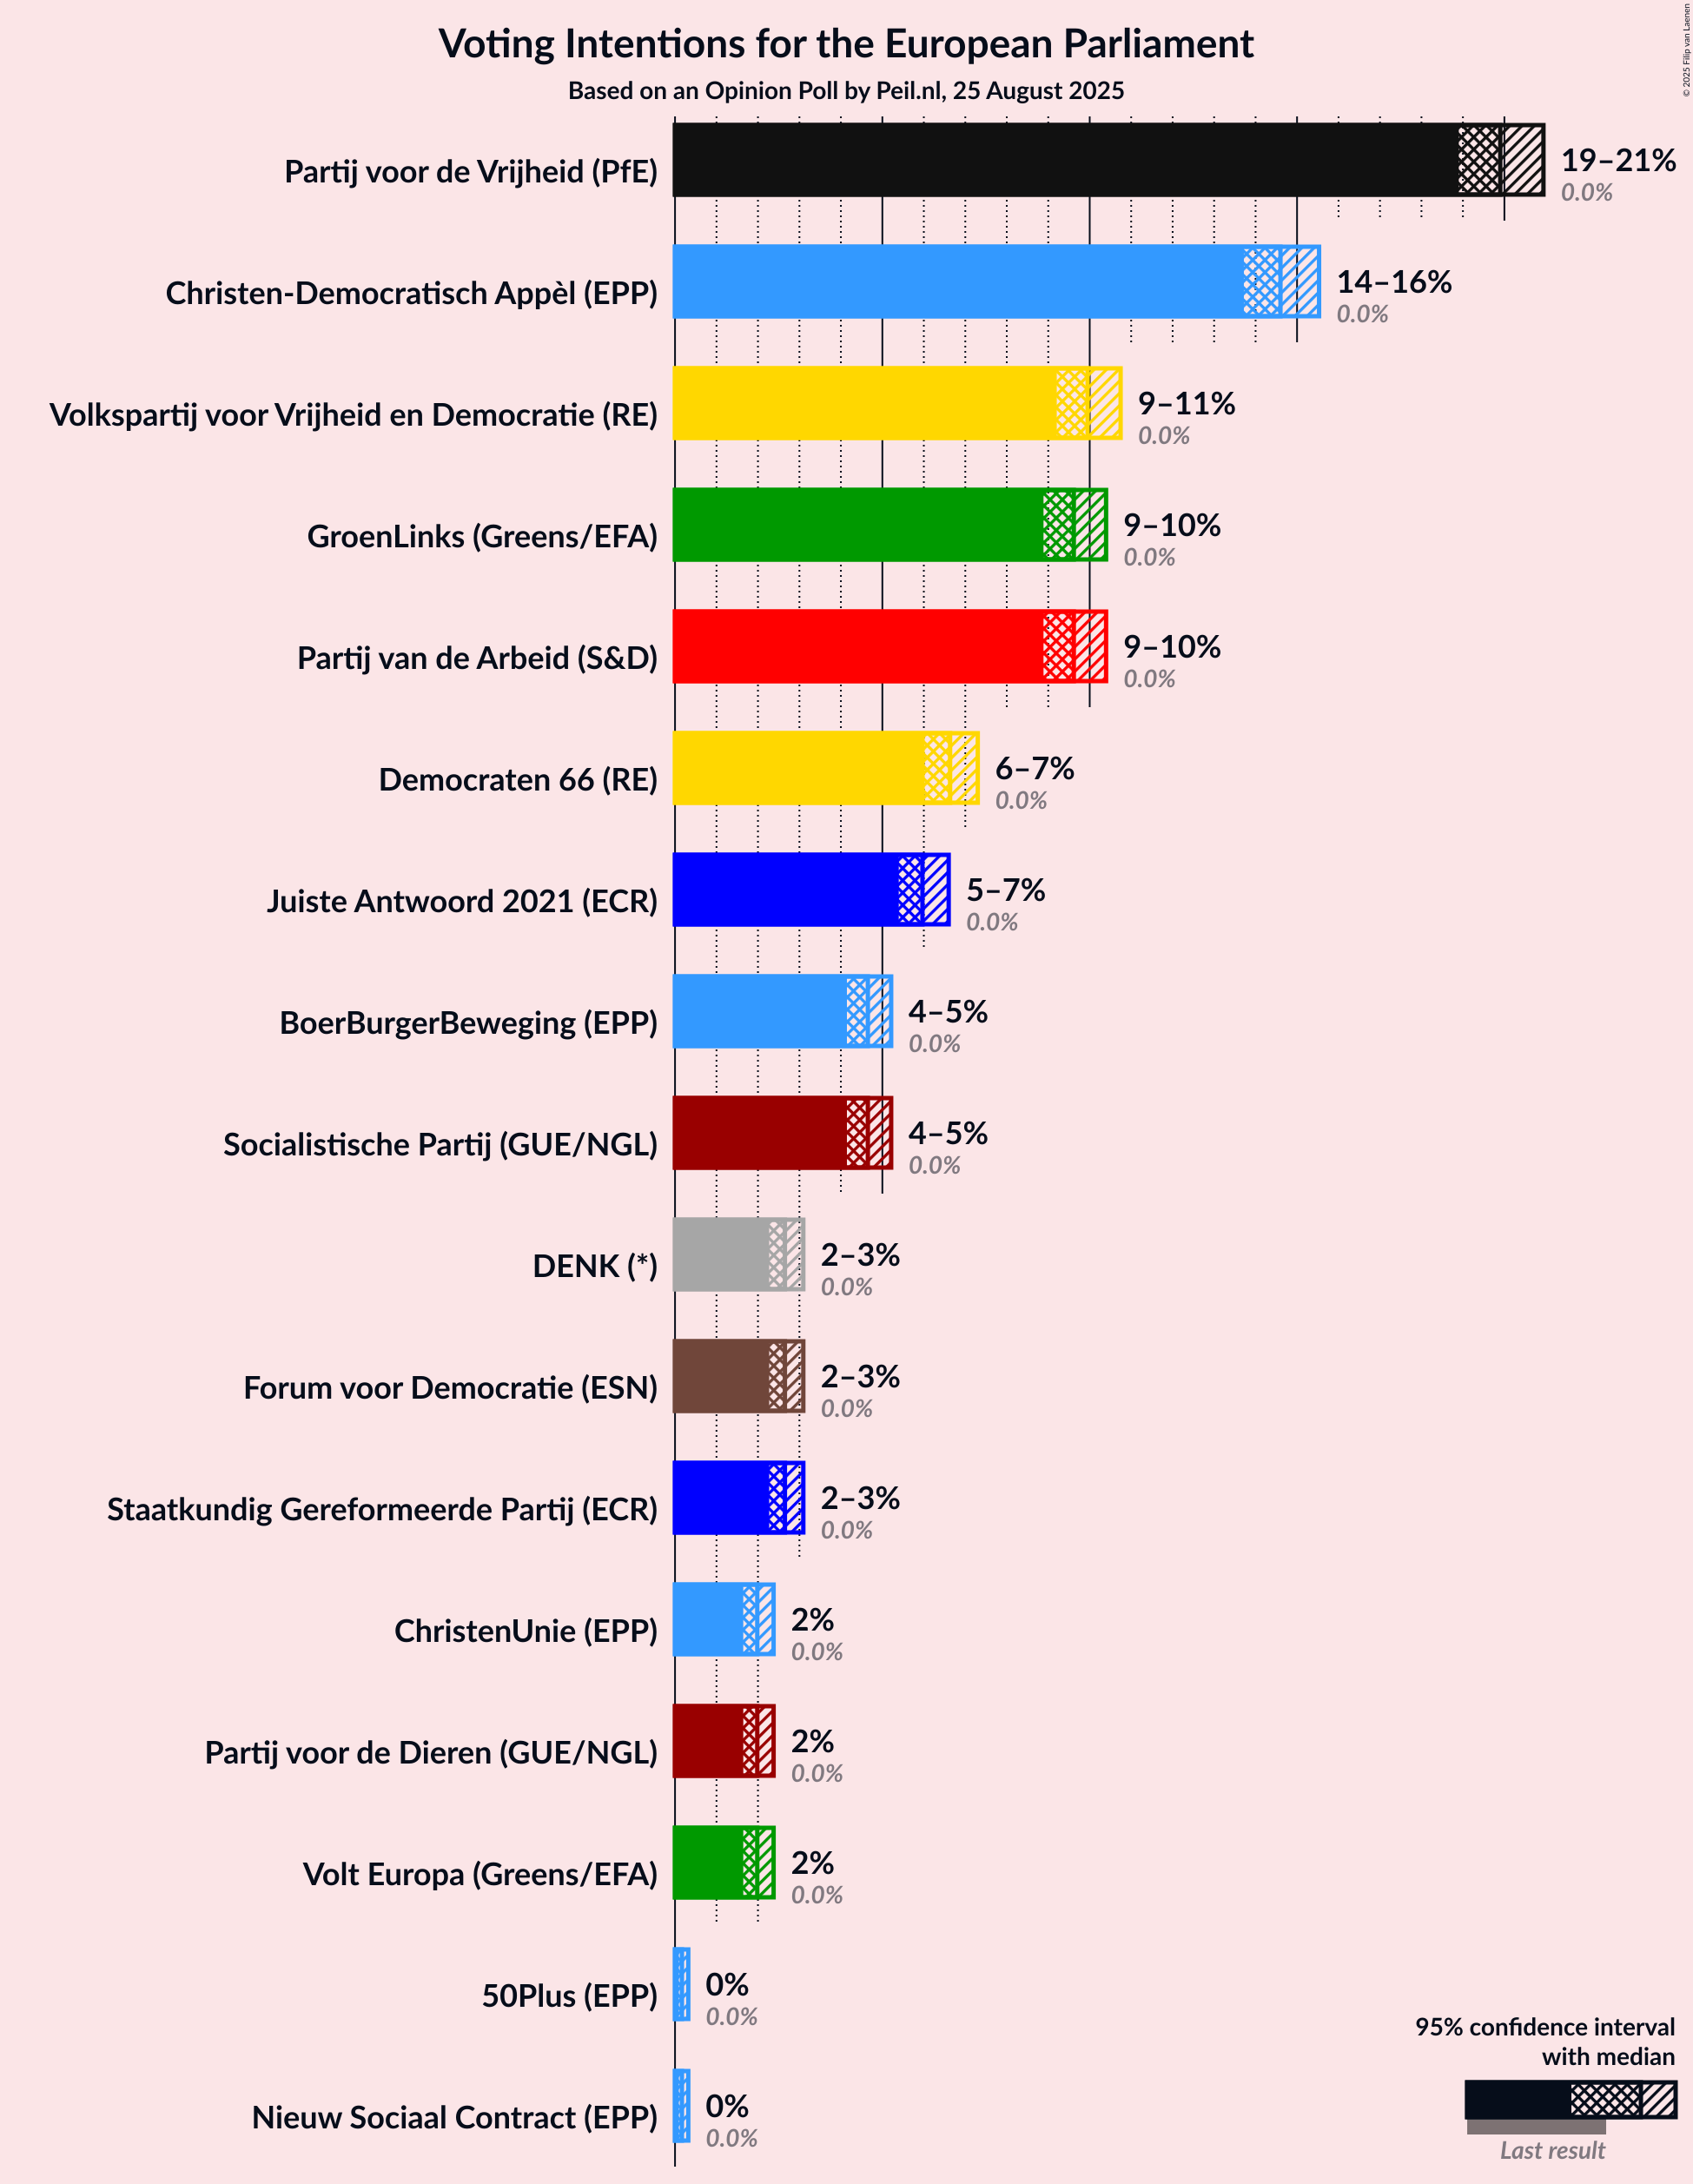 Voting Intentions for the European Parliament
Based on an Opinion Poll by Peil.nl, 25 August 2025
© 2025 Filip van Laenen
Partij voor de Vrijheid (PfE)
19–21%
0.0%
Christen-Democratisch Appèl (EPP)
14–16%
0.0%
Volkspartij voor Vrijheid en Democratie (RE)
9–11%
0.0%
GroenLinks (Greens/EFA)
9–10%
0.0%
Partij van de Arbeid (S&D)
9–10%
0.0%
Democraten 66 (RE)
6–7%
0.0%
Juiste Antwoord 2021 (ECR)
5–7%
0.0%
BoerBurgerBeweging (EPP)
4–5%
0.0%
Socialistische Partij (GUE/NGL)
4–5%
0.0%
DENK (*)
2–3%
0.0%
Forum voor Democratie (ESN)
2–3%
0.0%
Staatkundig Gereformeerde Partij (ECR)
2–3%
0.0%
ChristenUnie (EPP)
2%
0.0%
Partij voor de Dieren (GUE/NGL)
2%
0.0%
Volt Europa (Greens/EFA)
2%
0.0%
50Plus (EPP)
0%
0.0%
Nieuw Sociaal Contract (EPP)
0%
0.0%
95% confidence interval
with median
Last result